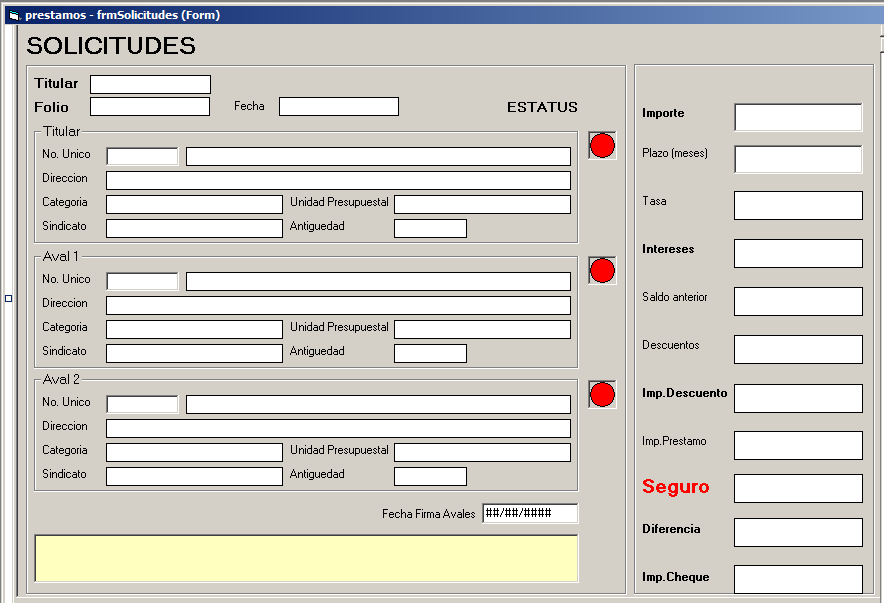 prestamos - frmSolicitudes (Form)
SOLICITUDES
Titular
Folio
Fecha
ESTATUS
Titular
No. Unico
Direccion
Categoria
Unidad Presupuestal
Sindicato
Antiguedad
Aval 1
No. Unico
Direccion
Categoria
Unidad Presupuestal
Sindicato
Antiguedad
Aval 2
No. Unico
Direccion
Categoria
Unidad Presupuestal
Sindicato
Antiguedad
Fecha Firma Avales
##/##/####
Importe
Plazo (meses)
Tasa
Intereses
Saldo anterior
Descuentos
Imp.Descuento
Imp.Prestamo
Seguro
Diferencia
Imp.Cheque